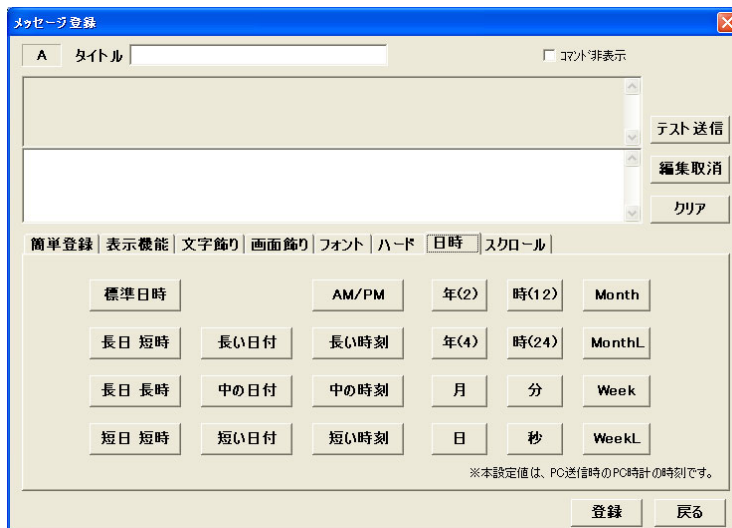 メッセージ登録
A タイトル コマンド非表示
テスト送信
編集取消
クリア
簡単登録 表示機能 文字飾り 画面飾り フォント ハード 日時 スクロール
標準日時 AM/PM 年(2) 時(12) Month
長日 短時 長い日付 長い時刻 年(4) 時(24) MonthL
長日 長時 中の日付 中の時刻 月 分 Week
短日 短時 短い日付 短い時刻 日 秒 WeekL
※本設定値は、PC送信時のPC時計の時刻です。
登録 戻る